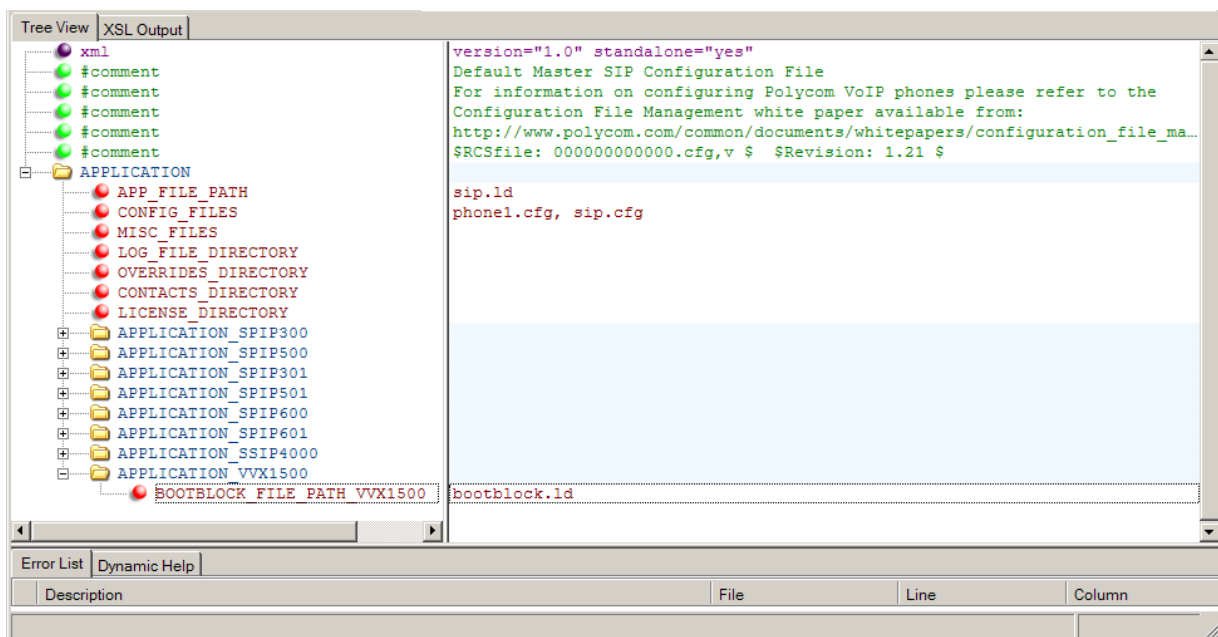 Tree View XSL Output
xml version="1.0" standalone="yes"
#comment Default Master SIP Configuration File
#comment For information on configuring Polycom VoIP phones please refer to the
#comment Configuration File Management white paper available from:
#comment http://www.polycom.com/common/documents/whitepapers/configuration_file_ma...
#comment $RCSfile: 000000000000.cfg,v $ $Revision: 1.21 $
APPLICATION
APP_FILE_PATH sip.ld
CONFIG_FILES phone1.cfg, sip.cfg
MISC_FILES
LOG_FILE_DIRECTORY
OVERRIDES_DIRECTORY
CONTACTS_DIRECTORY
LICENSE_DIRECTORY
APPLICATION_SPIP300
APPLICATION_SPIP500
APPLICATION_SPIP301
APPLICATION_SPIP501
APPLICATION_SPIP600
APPLICATION_SPIP601
APPLICATION_SSIP4000
APPLICATION_VVX1500
BOOTBLOCK_FILE_PATH_VVX1500 bootblock.ld
Error List Dynamic Help
Description File Line Column